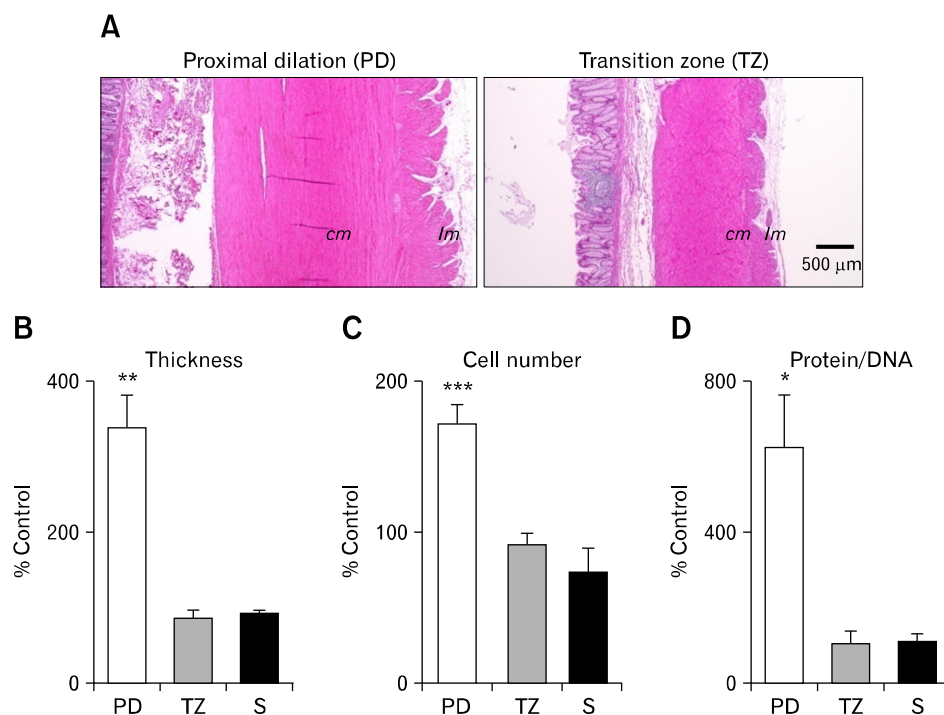 A
Proximal dilation (PD)
Transition zone (TZ)
cm
lm
cm
lm
500 μm
B
C
D
Thickness
Cell number
Protein/DNA
400
**
200
0
% Control
PD
TZ
S
200
***
100
0
% Control
PD
TZ
S
800
*
400
0
% Control
PD
TZ
S